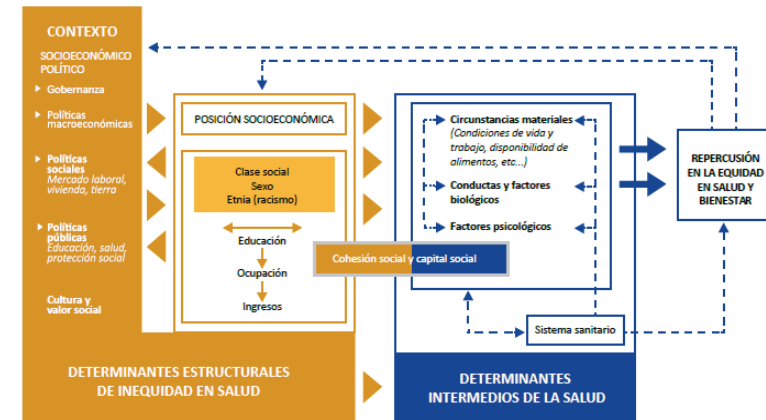 CONTEXTO
SOCIOECONÓMICO
POLÍTICO
Gobernanza
Políticas
macroeconómicas
Políticas
sociales
Mercado laboral,
vivienda, tierra
Políticas
públicas
Educación, salud,
protección social
Cultura y
valor social
POSICIÓN SOCIOECONÓMICA
Clase social
Sexo
Etnia (racismo)
Educación
Ocupación
Ingresos
Cohesión social y capital social
Circunstancias materiales
(Condiciones de vida y
trabajo, disponibilidad de
alimentos, etc...)
Conductas y factores
biológicos
Factores psicológicos
Sistema sanitario
REPERCUSIÓN
EN LA EQUIDAD
EN SALUD Y
BIENESTAR
DETERMINANTES ESTRUCTURALES
DE INEQUIDAD EN SALUD
DETERMINANTES
INTERMEDIOS DE LA SALUD